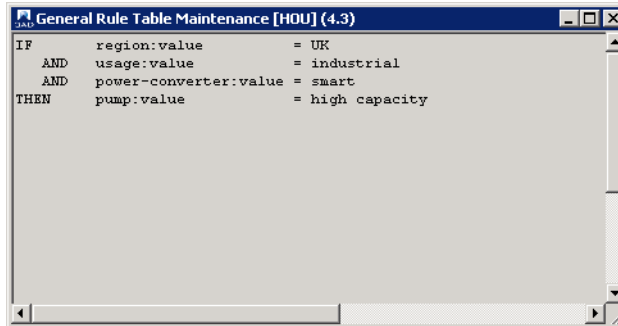 General Rule Table Maintenance [HOU] (4.3)
IF region:value = UK
AND usage:value = industrial
AND power-converter:value = smart
THEN pump:value = high capacity